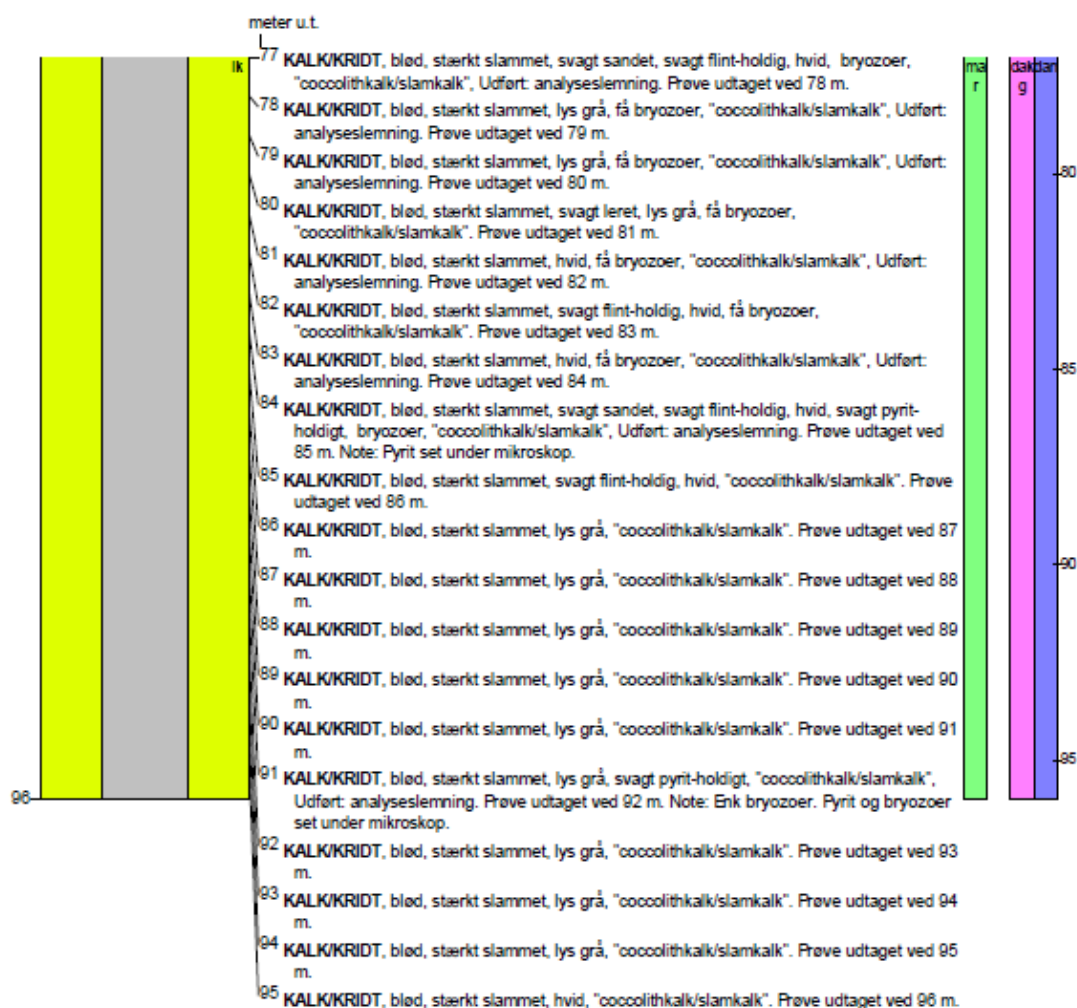 meter u.t.
lk
mar
dakg
dan
77 KALK/KRIDT, blød, stærkt slammet, svagt sandet, svagt flint-holdig, hvid, bryozoer,
"coccolithkalk/slamkalk", Udført: analyseslemning. Prøve udtaget ved 78 m.
78 KALK/KRIDT, blød, stærkt slammet, lys grå, få bryozoer, "coccolithkalk/slamkalk", Udført:
analyseslemning. Prøve udtaget ved 79 m.
79 KALK/KRIDT, blød, stærkt slammet, lys grå, få bryozoer, "coccolithkalk/slamkalk", Udført:
analyseslemning. Prøve udtaget ved 80 m.
80
80 KALK/KRIDT, blød, stærkt slammet, svagt leret, lys grå, få bryozoer,
"coccolithkalk/slamkalk". Prøve udtaget ved 81 m.
81 KALK/KRIDT, blød, stærkt slammet, hvid, få bryozoer, "coccolithkalk/slamkalk", Udført:
analyseslemning. Prøve udtaget ved 82 m.
82 KALK/KRIDT, blød, stærkt slammet, svagt flint-holdig, hvid, få bryozoer,
"coccolithkalk/slamkalk". Prøve udtaget ved 83 m.
83 KALK/KRIDT, blød, stærkt slammet, hvid, få bryozoer, "coccolithkalk/slamkalk", Udført:
analyseslemning. Prøve udtaget ved 84 m.
85
84 KALK/KRIDT, blød, stærkt slammet, svagt sandet, svagt flint-holdig, hvid, svagt pyrit-
holdigt, bryozoer, "coccolithkalk/slamkalk", Udført: analyseslemning. Prøve udtaget ved
85 m. Note: Pyrit set under mikroskop.
85 KALK/KRIDT, blød, stærkt slammet, svagt flint-holdig, hvid, "coccolithkalk/slamkalk". Prøve
udtaget ved 86 m.
86 KALK/KRIDT, blød, stærkt slammet, lys grå, "coccolithkalk/slamkalk". Prøve udtaget ved 87
m.
87 KALK/KRIDT, blød, stærkt slammet, lys grå, "coccolithkalk/slamkalk". Prøve udtaget ved 88
m.
90
88 KALK/KRIDT, blød, stærkt slammet, lys grå, "coccolithkalk/slamkalk". Prøve udtaget ved 89
m.
89 KALK/KRIDT, blød, stærkt slammet, lys grå, "coccolithkalk/slamkalk". Prøve udtaget ved 90
m.
90 KALK/KRIDT, blød, stærkt slammet, lys grå, "coccolithkalk/slamkalk". Prøve udtaget ved 91
m.
95
91 KALK/KRIDT, blød, stærkt slammet, lys grå, svagt pyrit-holdigt, "coccolithkalk/slamkalk",
96
Udført: analyseslemning. Prøve udtaget ved 92 m. Note: Enk bryozoer. Pyrit og bryozoer
set under mikroskop.
92 KALK/KRIDT, blød, stærkt slammet, lys grå, "coccolithkalk/slamkalk". Prøve udtaget ved 93
m.
93 KALK/KRIDT, blød, stærkt slammet, lys grå, "coccolithkalk/slamkalk". Prøve udtaget ved 94
m.
94 KALK/KRIDT, blød, stærkt slammet, lys grå, "coccolithkalk/slamkalk". Prøve udtaget ved 95
m.
95 KALK/KRIDT, blød, stærkt slammet, hvid, "coccolithkalk/slamkalk". Prøve udtaget ved 96 m.